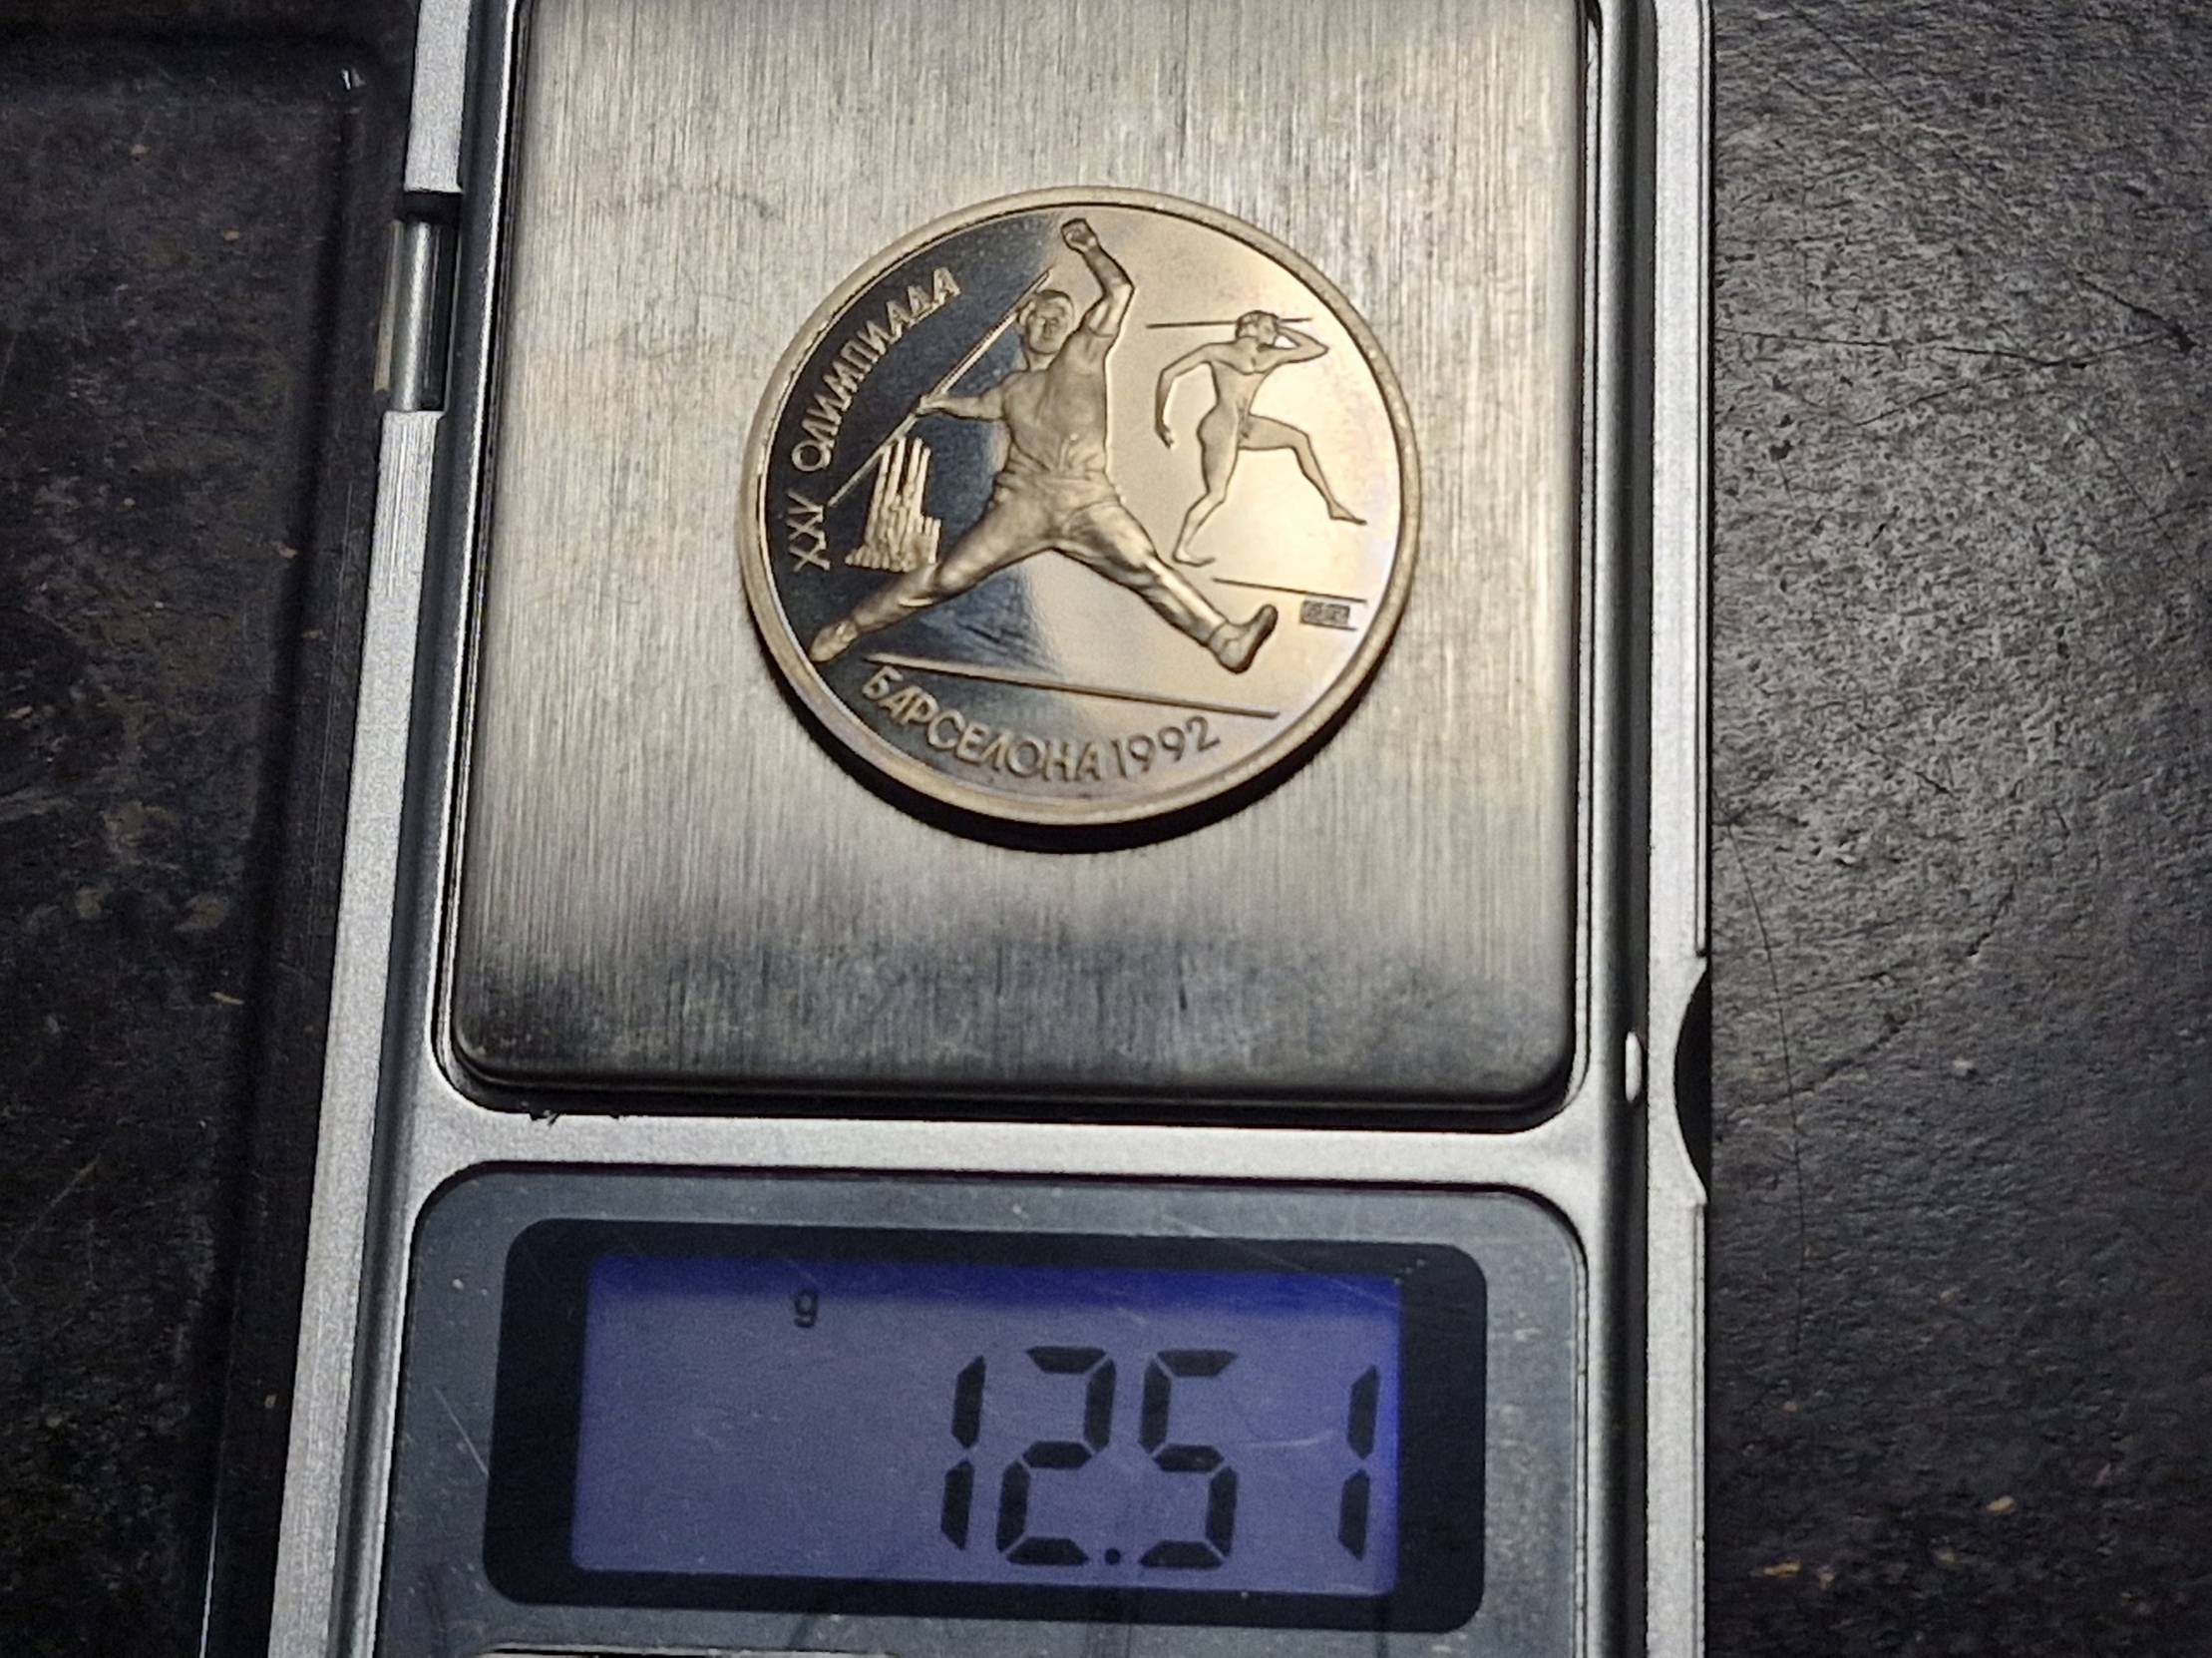 XXV ОЛИМПИАДА
БАРСЕЛОНА 1992
g
12.51